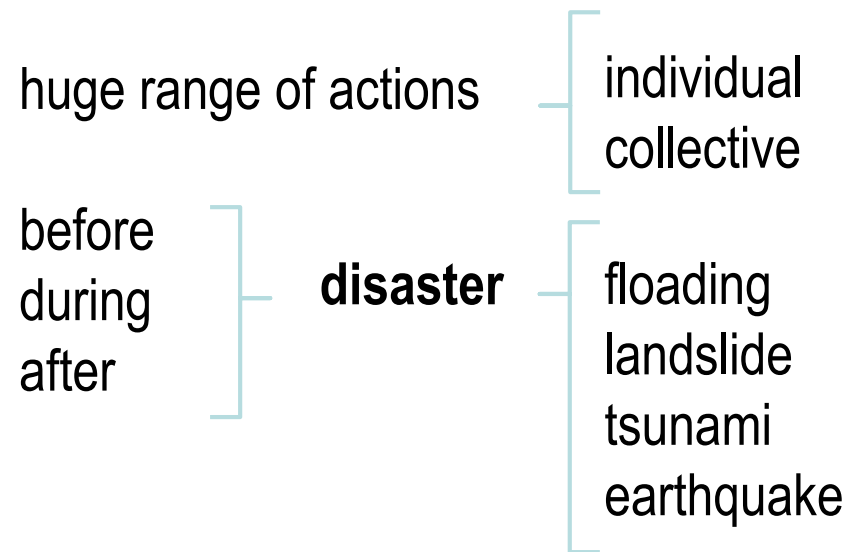 huge range of actions
individual
collective
before
during
after
disaster
floading
landslide
tsunami
earthquake